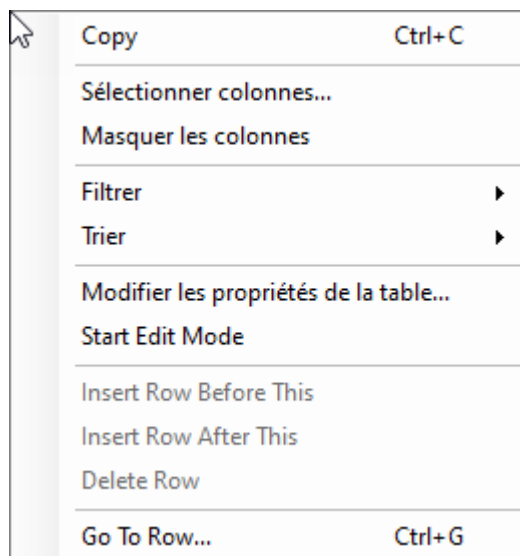 Copy Ctrl+C
Sélectionner colonnes...
Masquer les colonnes
Filtrer
Trier
Modifier les propriétés de la table...
Start Edit Mode
Insert Row Before This
Insert Row After This
Delete Row
Go To Row... Ctrl+G